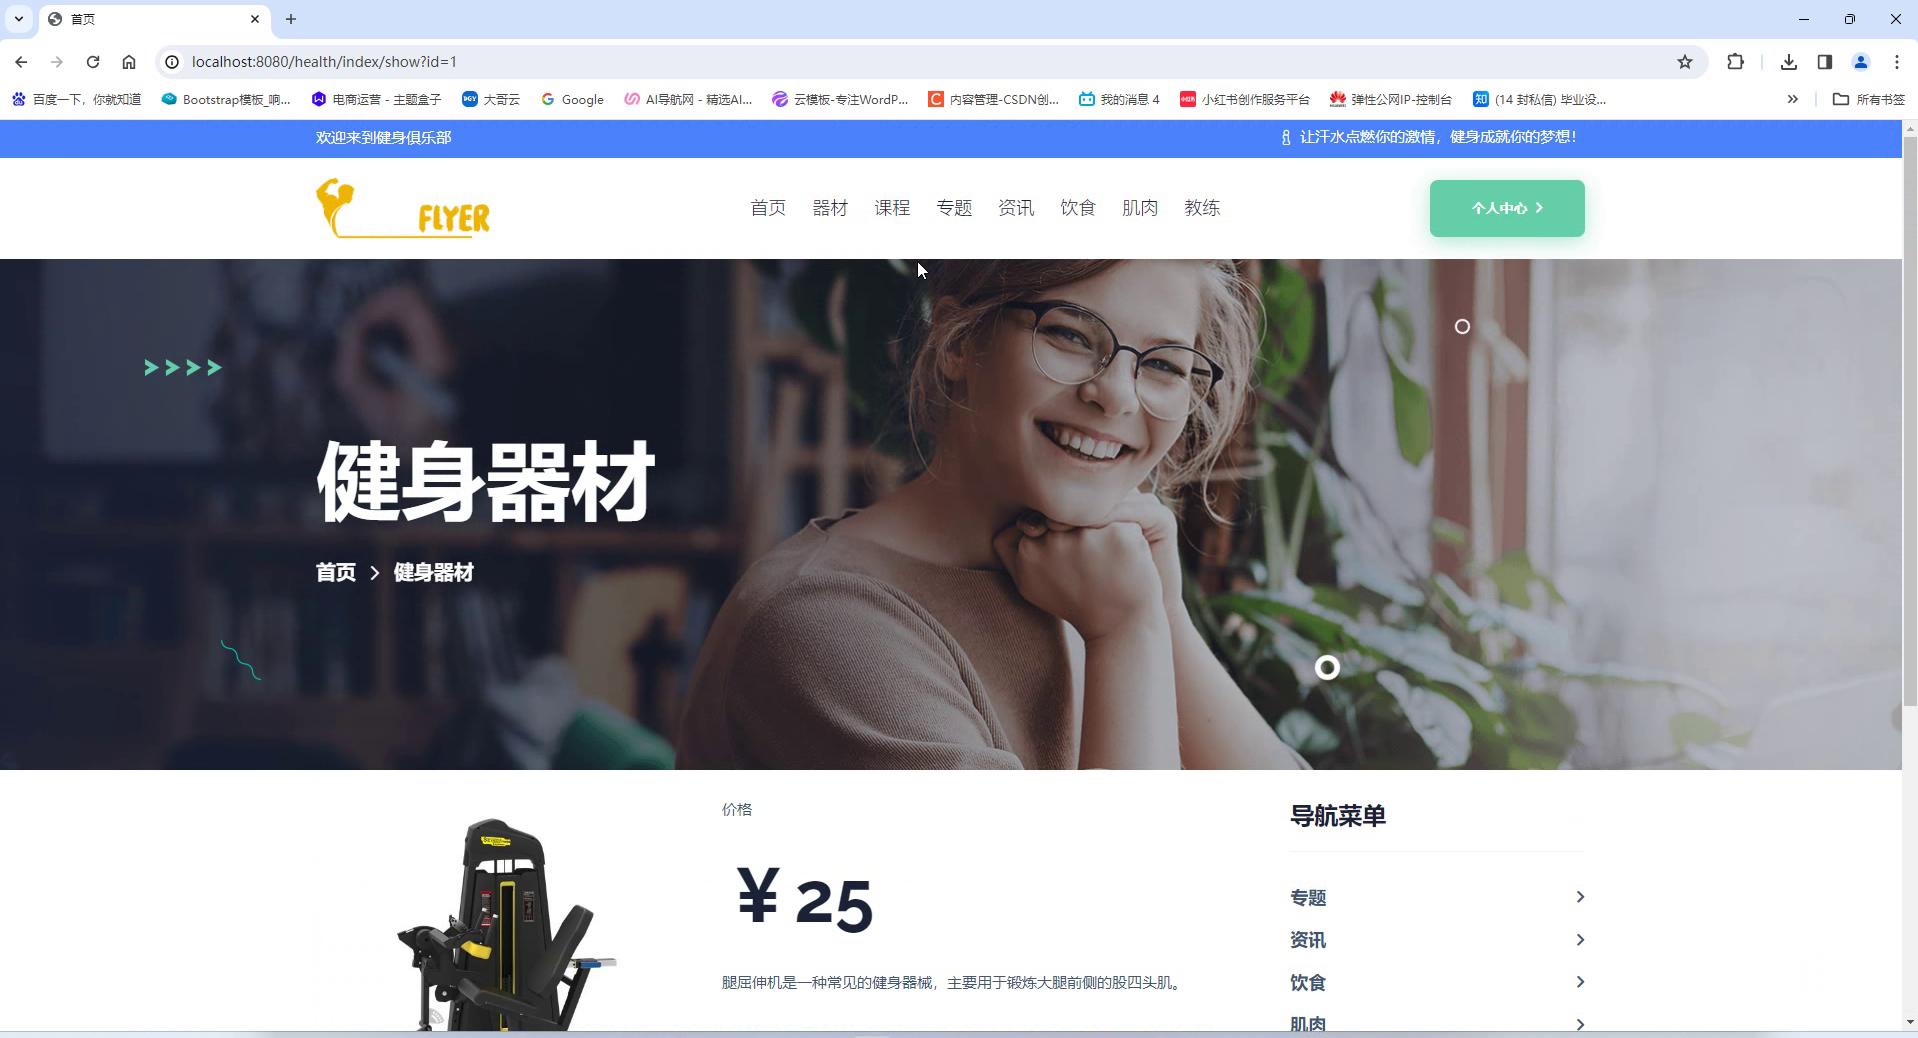 首页
localhost:8080/health/index/show?id=1
百度一下，你就知道 Bootstrap模板_响... 电商运营 - 主题盒子 大哥云 Google AI导航网 - 精选AI... 云模板-专注WordP... 内容管理-CSDN创... 我的消息 4 小红书创作服务平台 弹性公网IP-控制台 (14 封私信) 毕业设... 所有书签
欢迎来到健身俱乐部
让汗水点燃你的激情，健身成就你的梦想！
FLYER
首页 器材 课程 专题 资讯 饮食 肌肉 教练
个人中心
健身器材
首页 > 健身器材
价格
¥ 25
腿屈伸机是一种常见的健身器械，主要用于锻炼大腿前侧的股四头肌。
导航菜单
专题
资讯
饮食
肌肉